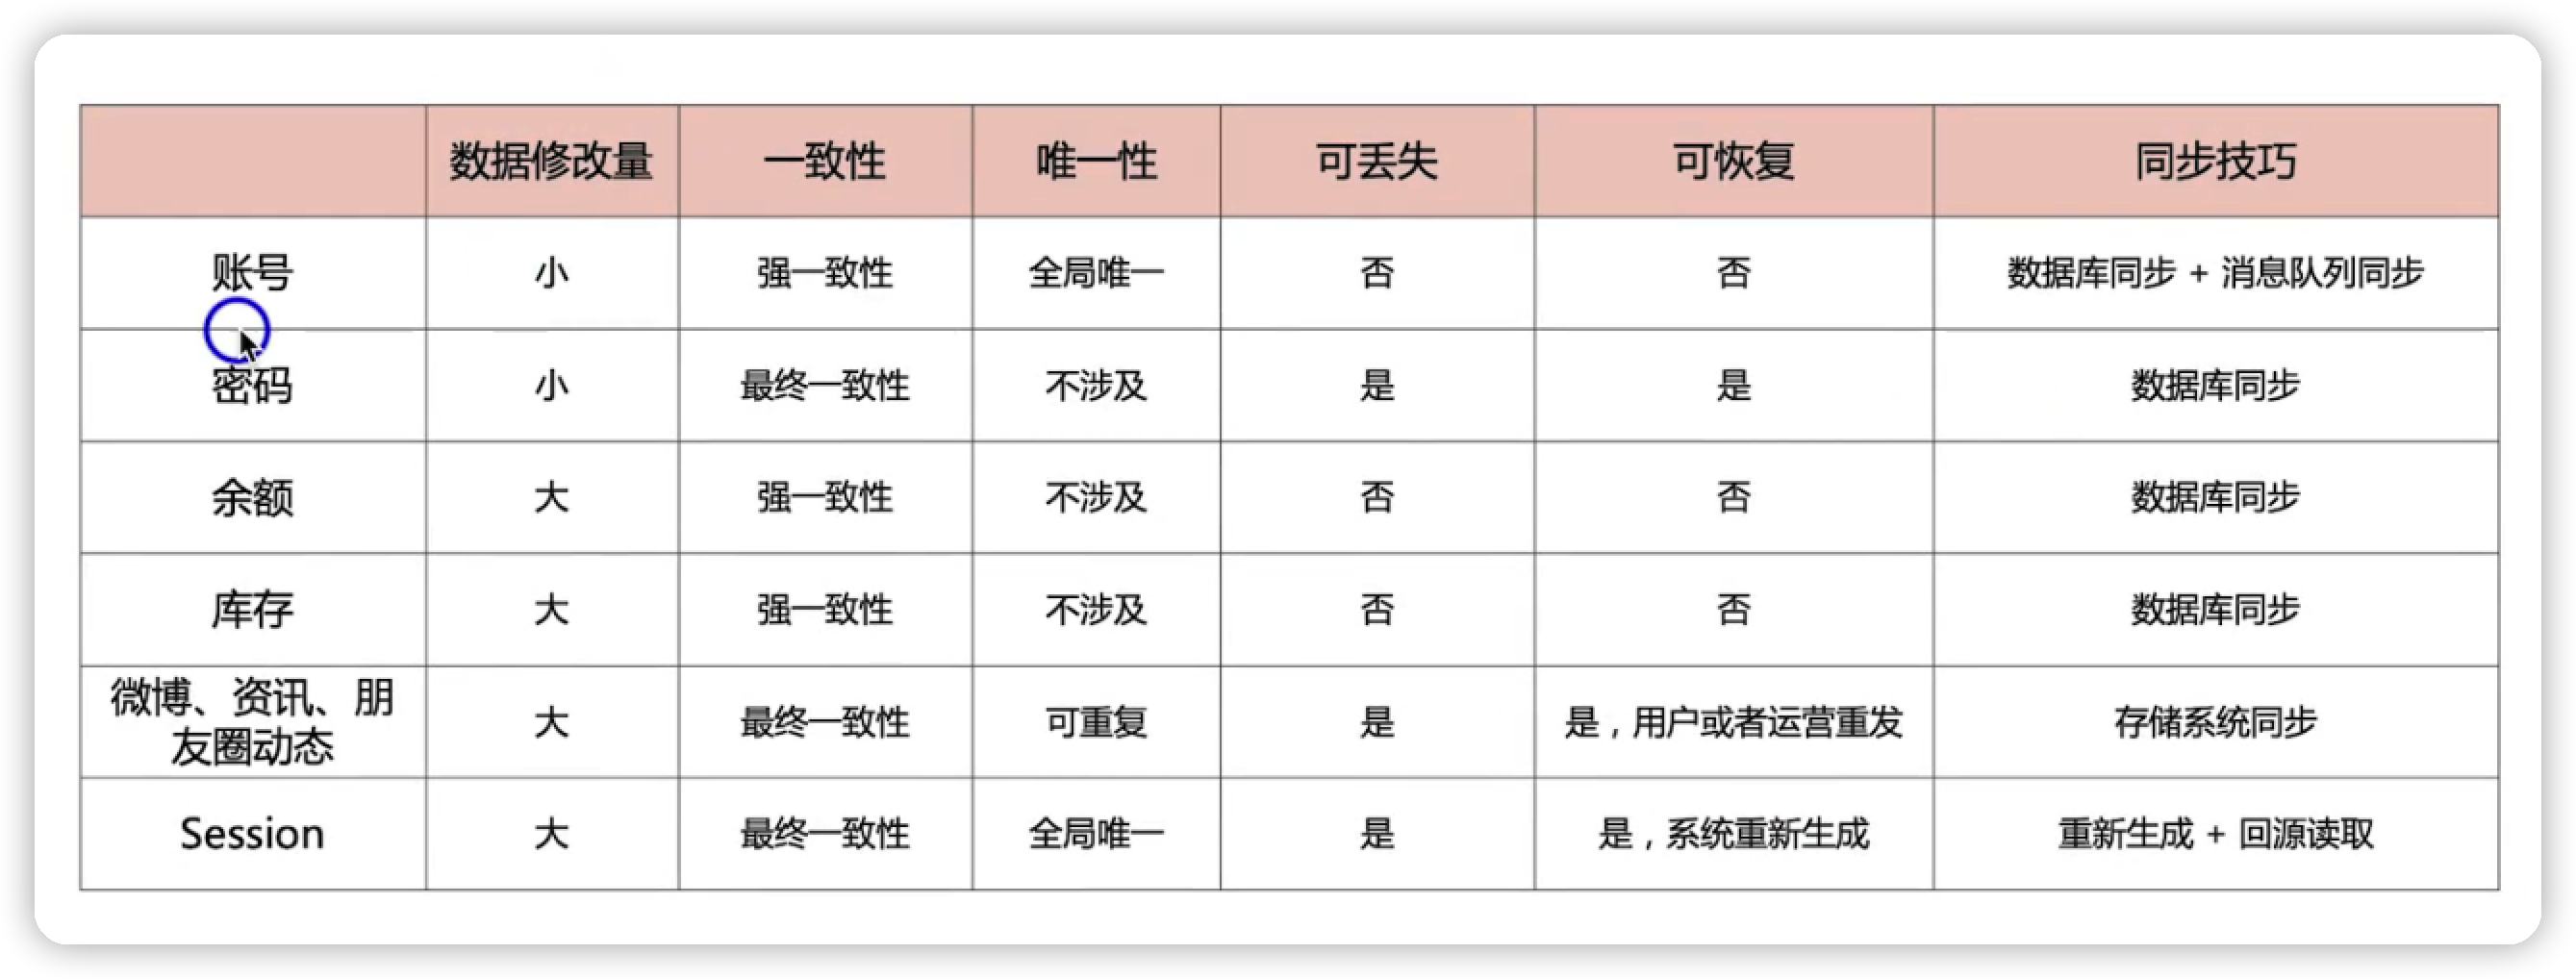 数据修改量 一致性 唯一性 可丢失 可恢复 同步技巧
账号 小 强一致性 全局唯一 否 否 数据库同步 + 消息队列同步
密码 小 最终一致性 不涉及 是 是 数据库同步
余额 大 强一致性 不涉及 否 否 数据库同步
库存 大 强一致性 不涉及 否 否 数据库同步
微博、资讯、朋
友圈动态 大 最终一致性 可重复 是 是，用户或者运营重发 存储系统同步
Session 大 最终一致性 全局唯一 是 是，系统重新生成 重新生成 + 回源读取